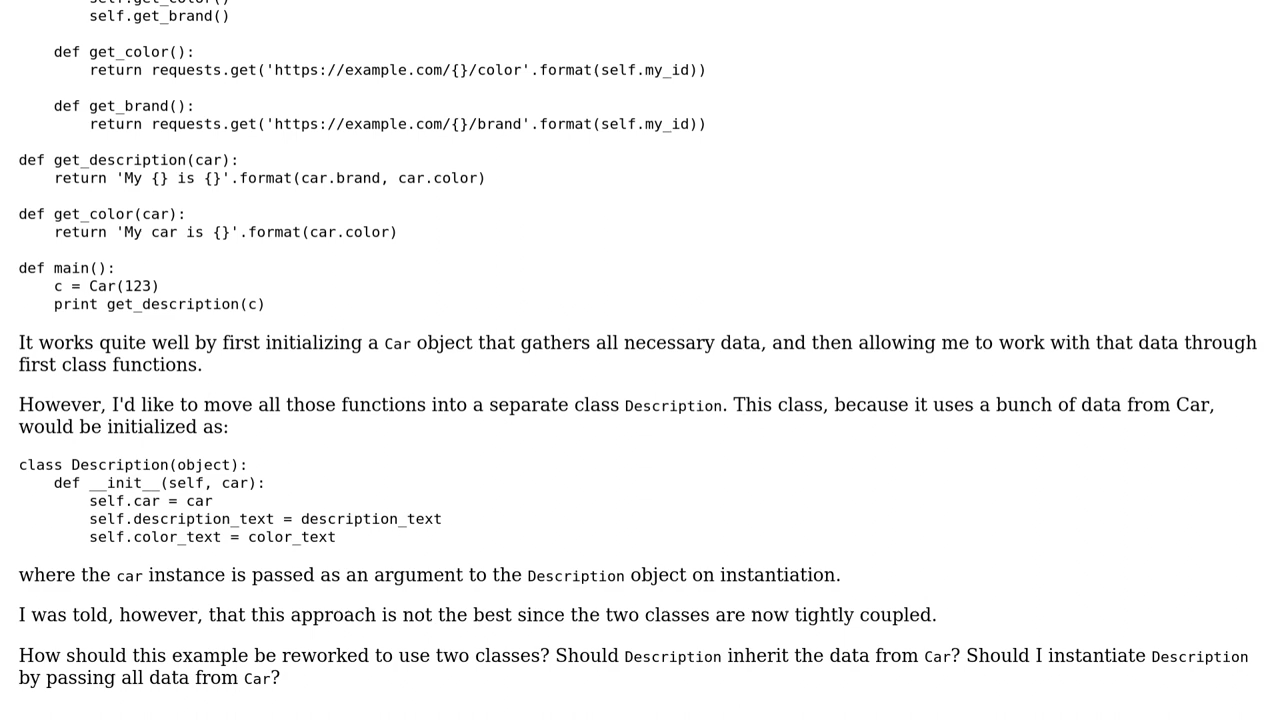 self.get_color()
        self.get_brand()

    def get_color():
        return requests.get('https://example.com/{}/color'.format(self.my_id))

    def get_brand():
        return requests.get('https://example.com/{}/brand'.format(self.my_id))

def get_description(car):
    return 'My {} is {}'.format(car.brand, car.color)

def get_color(car):
    return 'My car is {}'.format(car.color)

def main():
    c = Car(123)
    print get_description(c)

It works quite well by first initializing a Car object that gathers all necessary data, and then allowing me to work with that data through
first class functions.

However, I'd like to move all those functions into a separate class Description. This class, because it uses a bunch of data from Car,
would be initialized as:

class Description(object):
    def __init__(self, car):
        self.car = car
        self.description_text = description_text
        self.color_text = color_text

where the car instance is passed as an argument to the Description object on instantiation.

I was told, however, that this approach is not the best since the two classes are now tightly coupled.

How should this example be reworked to use two classes? Should Description inherit the data from Car? Should I instantiate Description
by passing all data from Car?